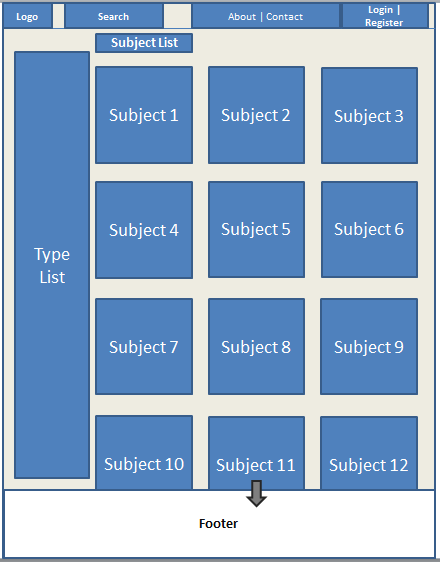 Logo
Search
About | Contact
Login |
Register
Subject List
Type
List
Subject 1
Subject 2
Subject 3
Subject 4
Subject 5
Subject 6
Subject 7
Subject 8
Subject 9
Subject 10
Subject 11
Subject 12
Footer